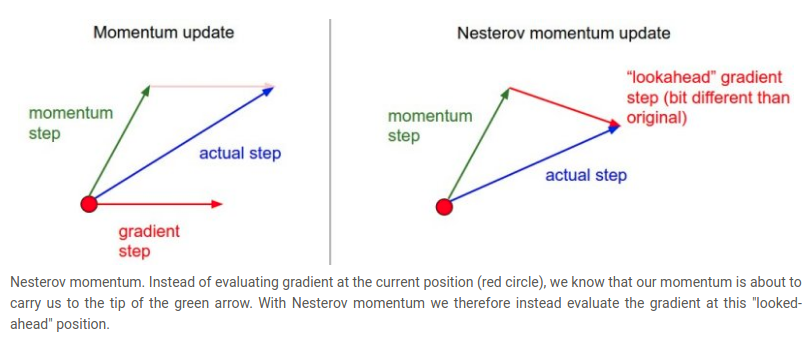 Momentum update
momentum
step
actual step
gradient
step
Nesterov momentum update
momentum
step
"lookahead" gradient
step (bit different than
original)
actual step
Nesterov momentum. Instead of evaluating gradient at the current position (red circle), we know that our momentum is about to
carry us to the tip of the green arrow. With Nesterov momentum we therefore instead evaluate the gradient at this "looked-
ahead" position.